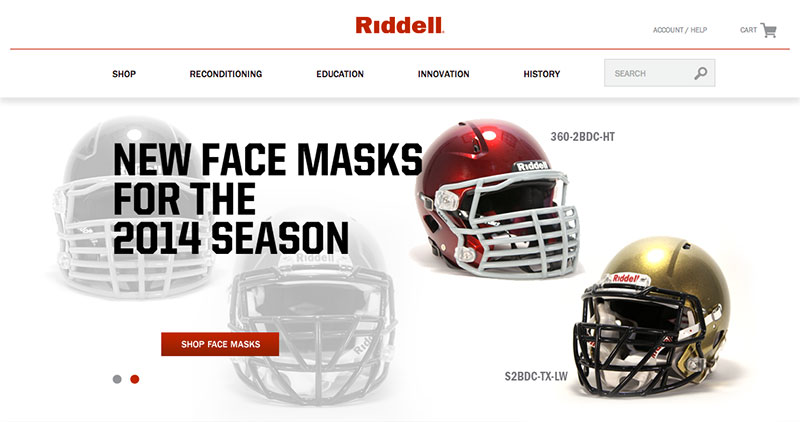 Riddell
ACCOUNT / HELP
CART
SHOP
RECONDITIONING
EDUCATION
INNOVATION
HISTORY
SEARCH
NEW FACE MASKS
FOR THE
2014 SEASON
360-2BDC-HT
Riddell
Riddell
Riddell
SHOP FACE MASKS
S2BDC-TX-LW